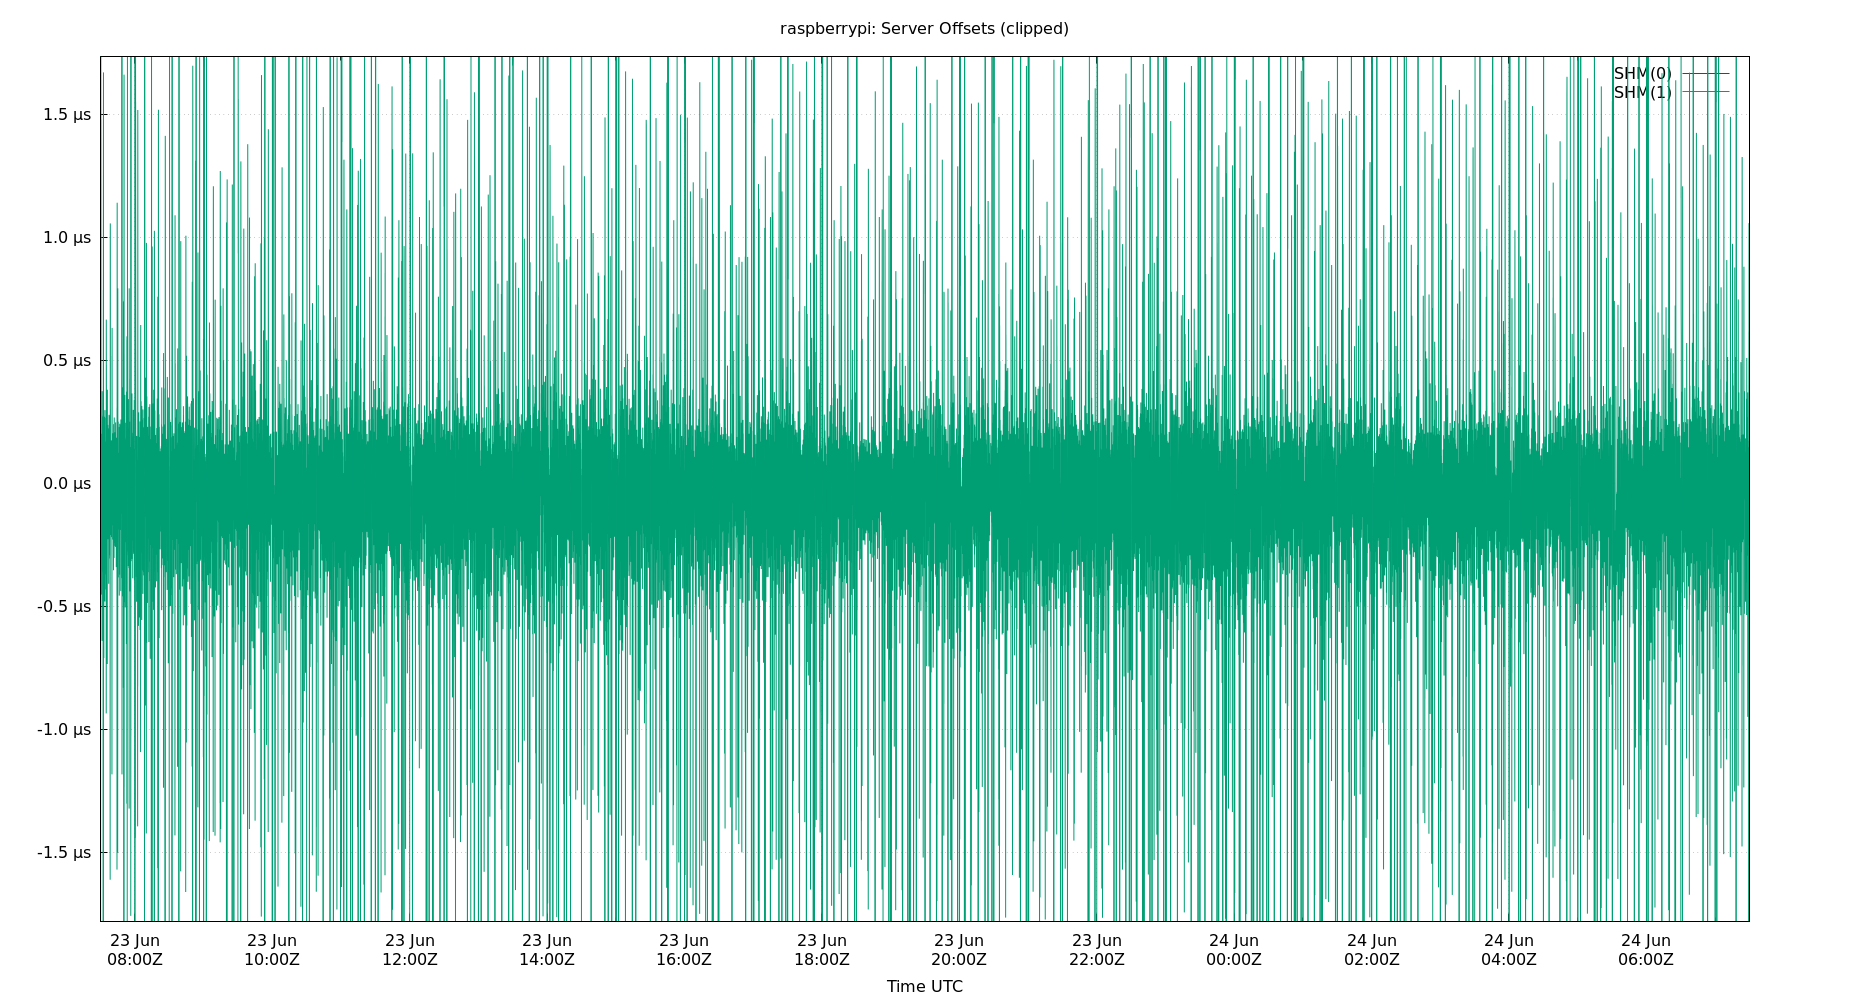 raspberrypi: Server Offsets (clipped)
SHM(0)
SHM(1)
1.5 µs
1.0 µs
0.5 µs
0.0 µs
-0.5 µs
-1.0 µs
-1.5 µs
23 Jun 23 Jun 23 Jun 23 Jun 23 Jun 23 Jun 23 Jun 23 Jun 24 Jun 24 Jun 24 Jun 24 Jun
08:00Z 10:00Z 12:00Z 14:00Z 16:00Z 18:00Z 20:00Z 22:00Z 00:00Z 02:00Z 04:00Z 06:00Z
Time UTC